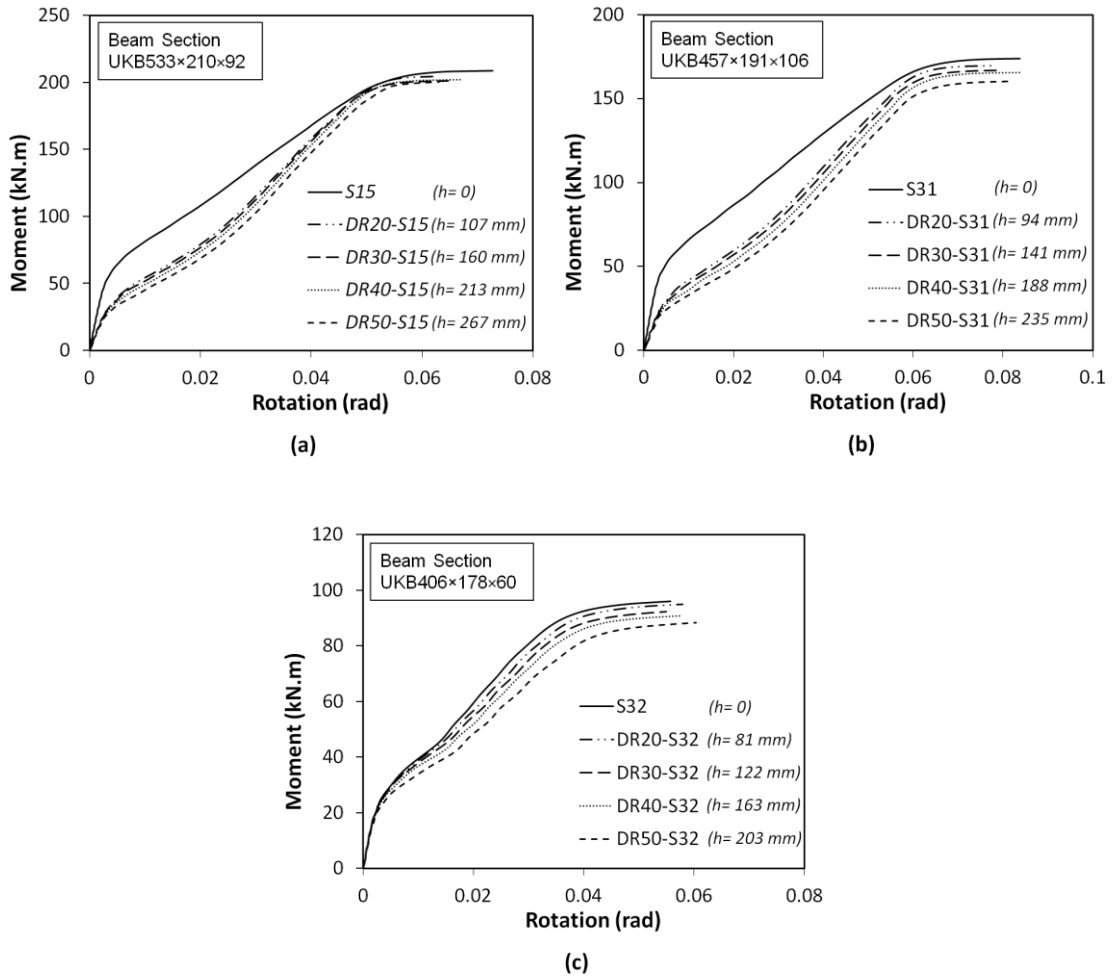 Beam Section
UKB533×210×92
Moment (kN.m)
250
200
150
100
50
0
S15 (h= 0)
DR20-S15 (h= 107 mm)
DR30-S15 (h= 160 mm)
DR40-S15 (h= 213 mm)
DR50-S15 (h= 267 mm)
0 0.02 0.04 0.06 0.08
Rotation (rad)
(a)
Beam Section
UKB457×191×106
Moment (kN.m)
200
150
100
50
0
S31 (h= 0)
DR20-S31 (h= 94 mm)
DR30-S31 (h= 141 mm)
DR40-S31 (h= 188 mm)
DR50-S31 (h= 235 mm)
0 0.02 0.04 0.06 0.08 0.1
Rotation (rad)
(b)
Beam Section
UKB406×178×60
Moment (kN.m)
120
100
80
60
40
20
0
S32 (h= 0)
DR20-S32 (h= 81 mm)
DR30-S32 (h= 122 mm)
DR40-S32 (h= 163 mm)
DR50-S32 (h= 203 mm)
0 0.02 0.04 0.06 0.08
Rotation (rad)
(c)